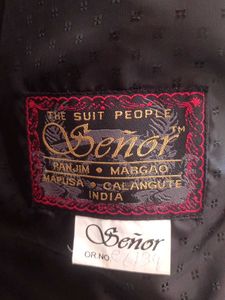 THE SUIT PEOPLE
Señor™
PANJIM • MARGAO
MAPUSA • CALANGUTE
INDIA
Señor
OR.NO.